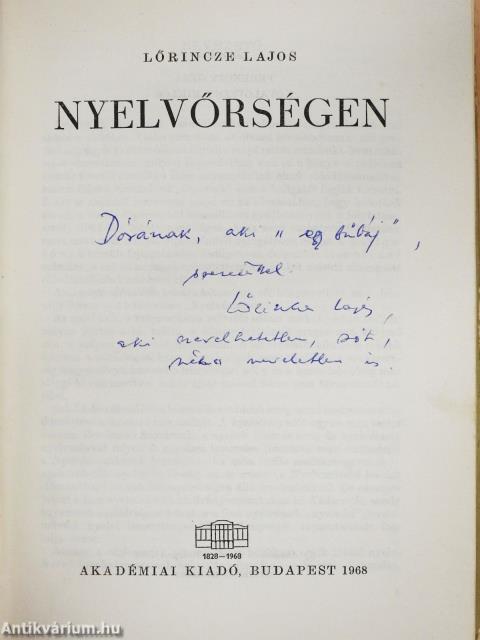 LŐRINCZE LAJOS
NYELVŐRSÉGEN
Dórának, aki „egy bűbáj",
szeretettel
Lőrincze Lajos,
aki nevelhetetlen, sőt,
néha neveletlen is.
1828–1968
AKADÉMIAI KIADÓ, BUDAPEST 1968
Antikvárium.hu